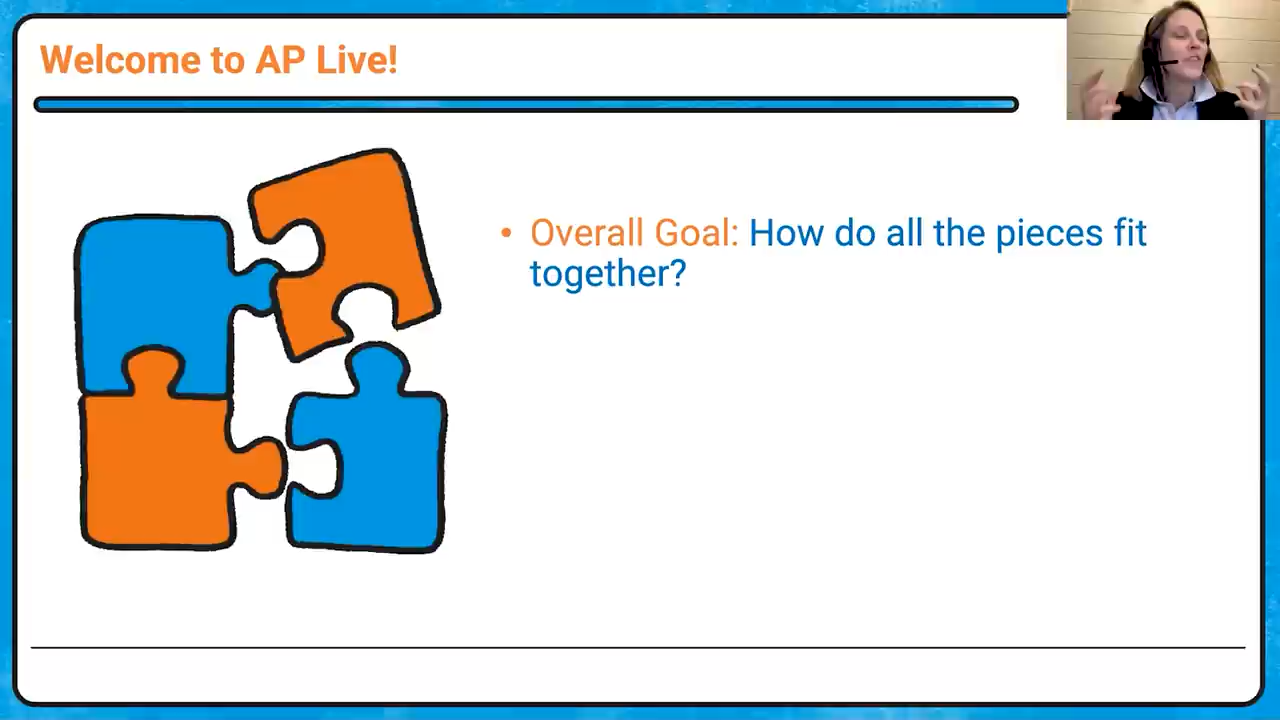 Welcome to AP Live!
• Overall Goal: How do all the pieces fit
together?